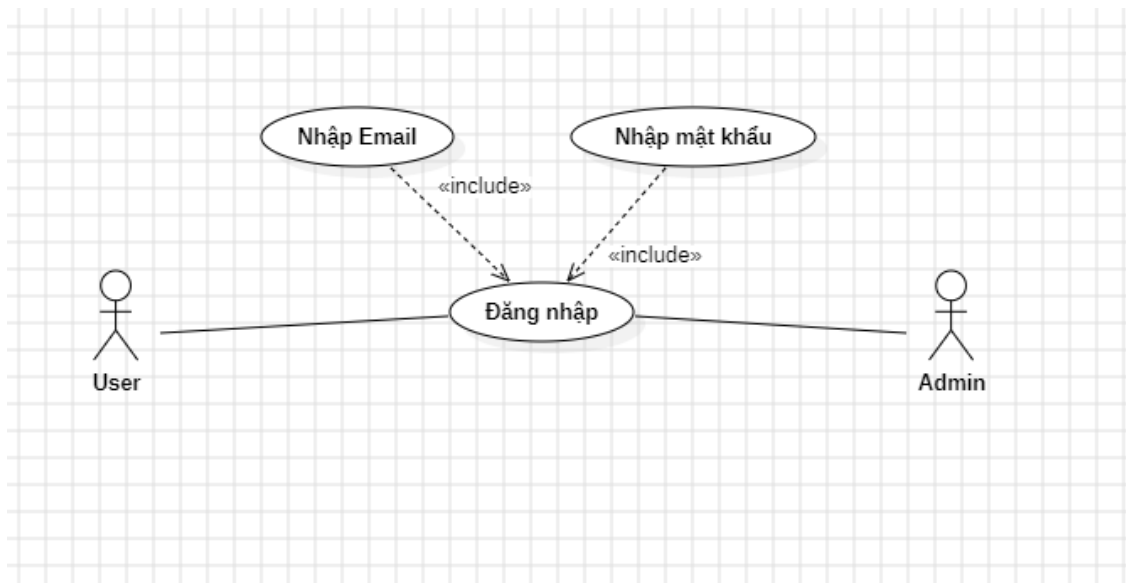 Nhập Email
Nhập mật khẩu
«include»
«include»
Đăng nhập
User
Admin